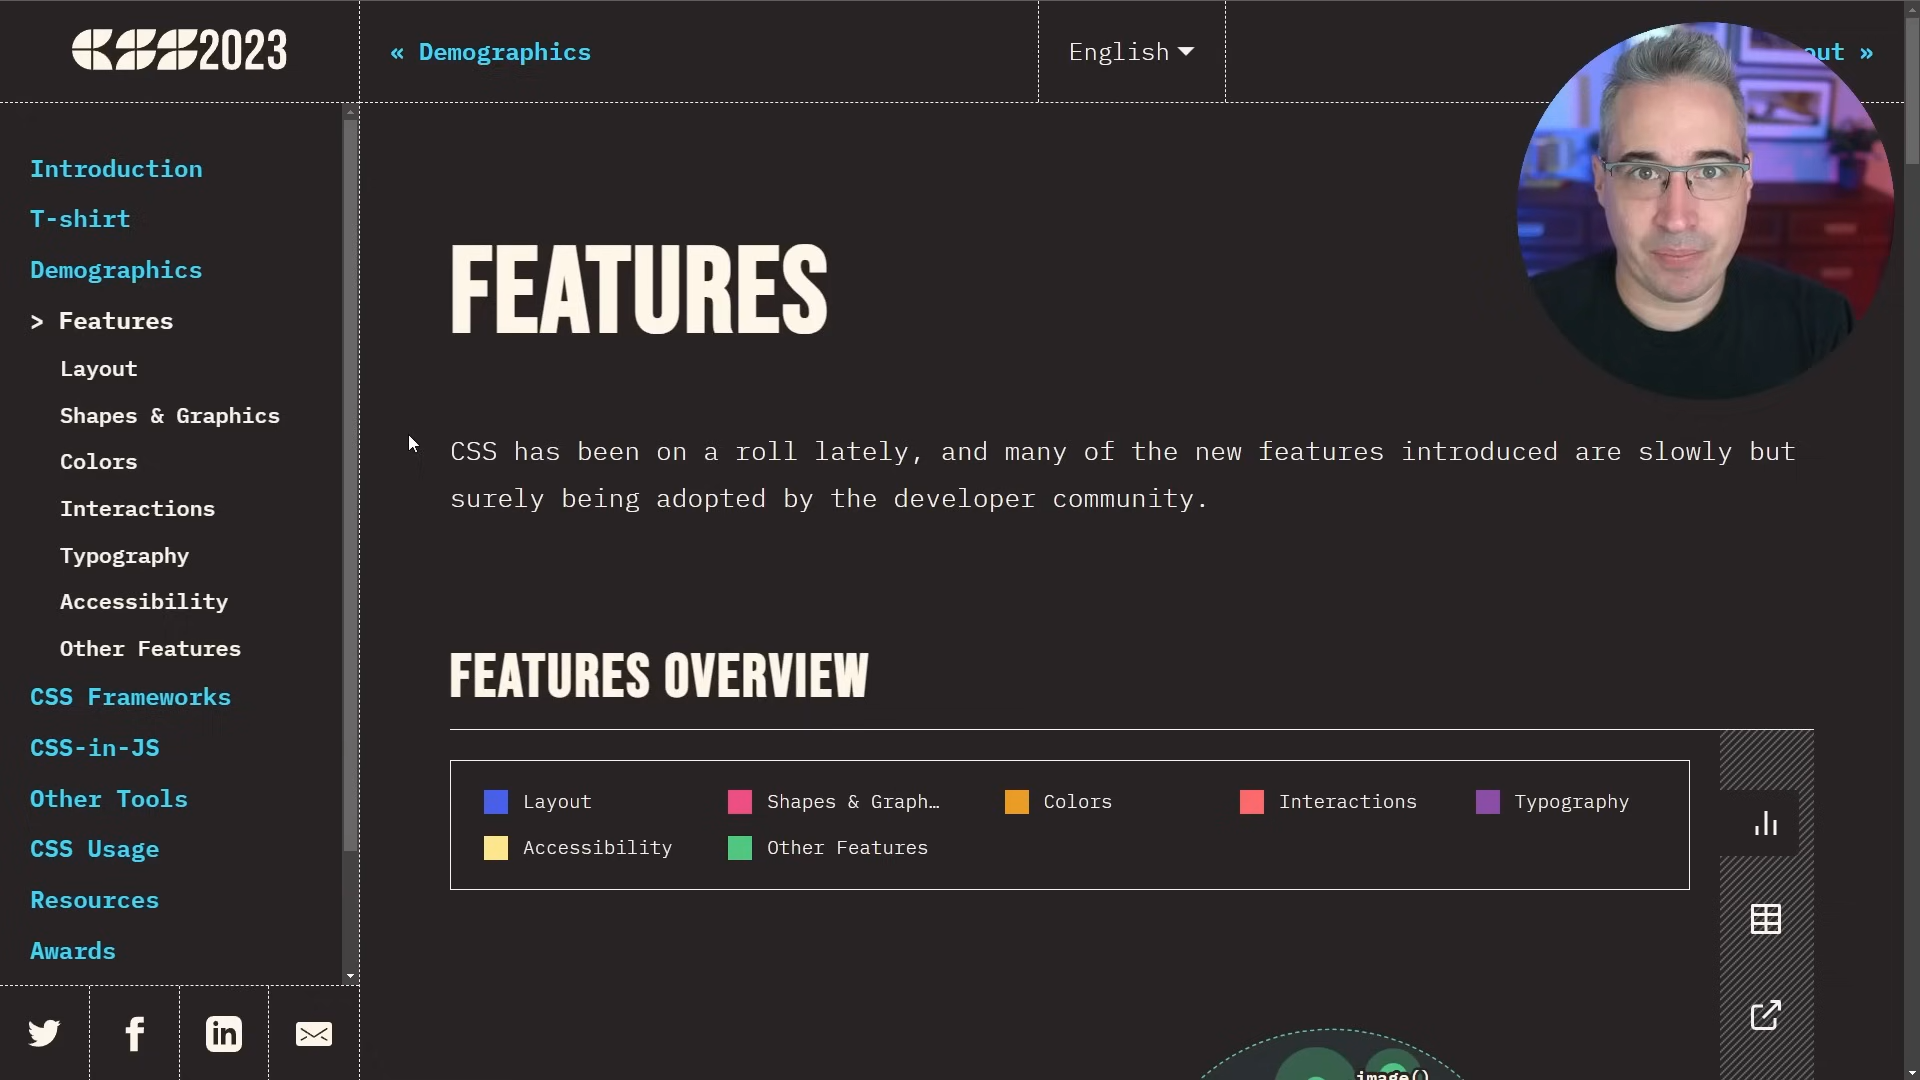 CSS2023
« Demographics
English
out »
Introduction
T-shirt
Demographics
> Features
Layout
Shapes & Graphics
Colors
Interactions
Typography
Accessibility
Other Features
CSS Frameworks
CSS-in-JS
Other Tools
CSS Usage
Resources
Awards
FEATURES
CSS has been on a roll lately, and many of the new features introduced are slowly but
surely being adopted by the developer community.
FEATURES OVERVIEW
Layout
Shapes & Graph…
Colors
Interactions
Typography
Accessibility
Other Features
image()